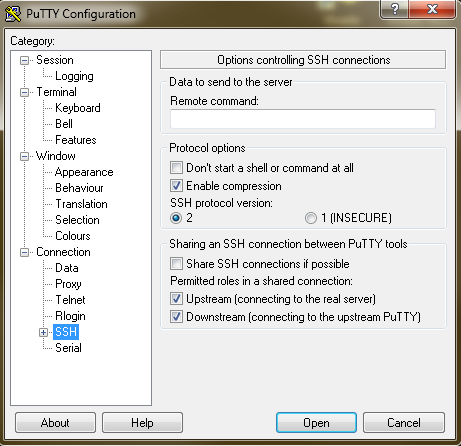 PuTTY Configuration
Category:
Session
Logging
Terminal
Keyboard
Bell
Features
Window
Appearance
Behaviour
Translation
Selection
Colours
Connection
Data
Proxy
Telnet
Rlogin
SSH
Serial
Options controlling SSH connections
Data to send to the server
Remote command:
Protocol options
Don't start a shell or command at all
Enable compression
SSH protocol version:
2 1 (INSECURE)
Sharing an SSH connection between PuTTY tools
Share SSH connections if possible
Permitted roles in a shared connection:
Upstream (connecting to the real server)
Downstream (connecting to the upstream PuTTY)
About Help Open Cancel